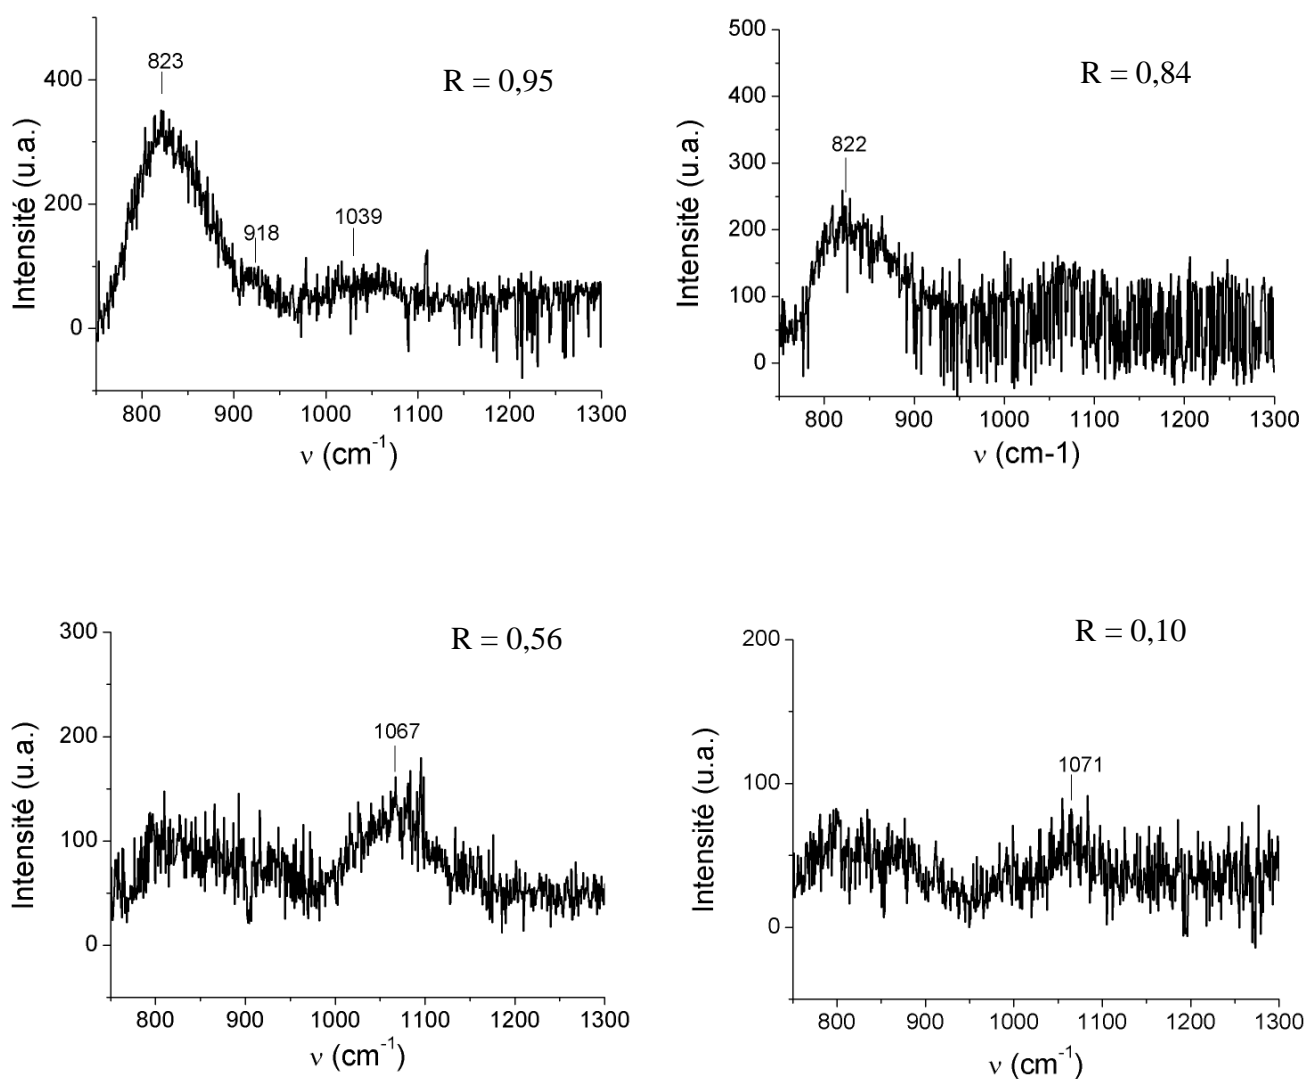 R = 0,95
823
918
1039
400
200
0
Intensité (u.a.)
800 900 1000 1100 1200 1300
ν (cm-1)
R = 0,84
822
500
400
300
200
100
0
Intensité (u.a.)
800 900 1000 1100 1200 1300
ν (cm-1)
R = 0,56
1067
300
200
100
0
Intensité (u.a.)
800 900 1000 1100 1200 1300
ν (cm-1)
R = 0,10
1071
200
100
0
Intensité (u.a.)
800 900 1000 1100 1200 1300
ν (cm-1)